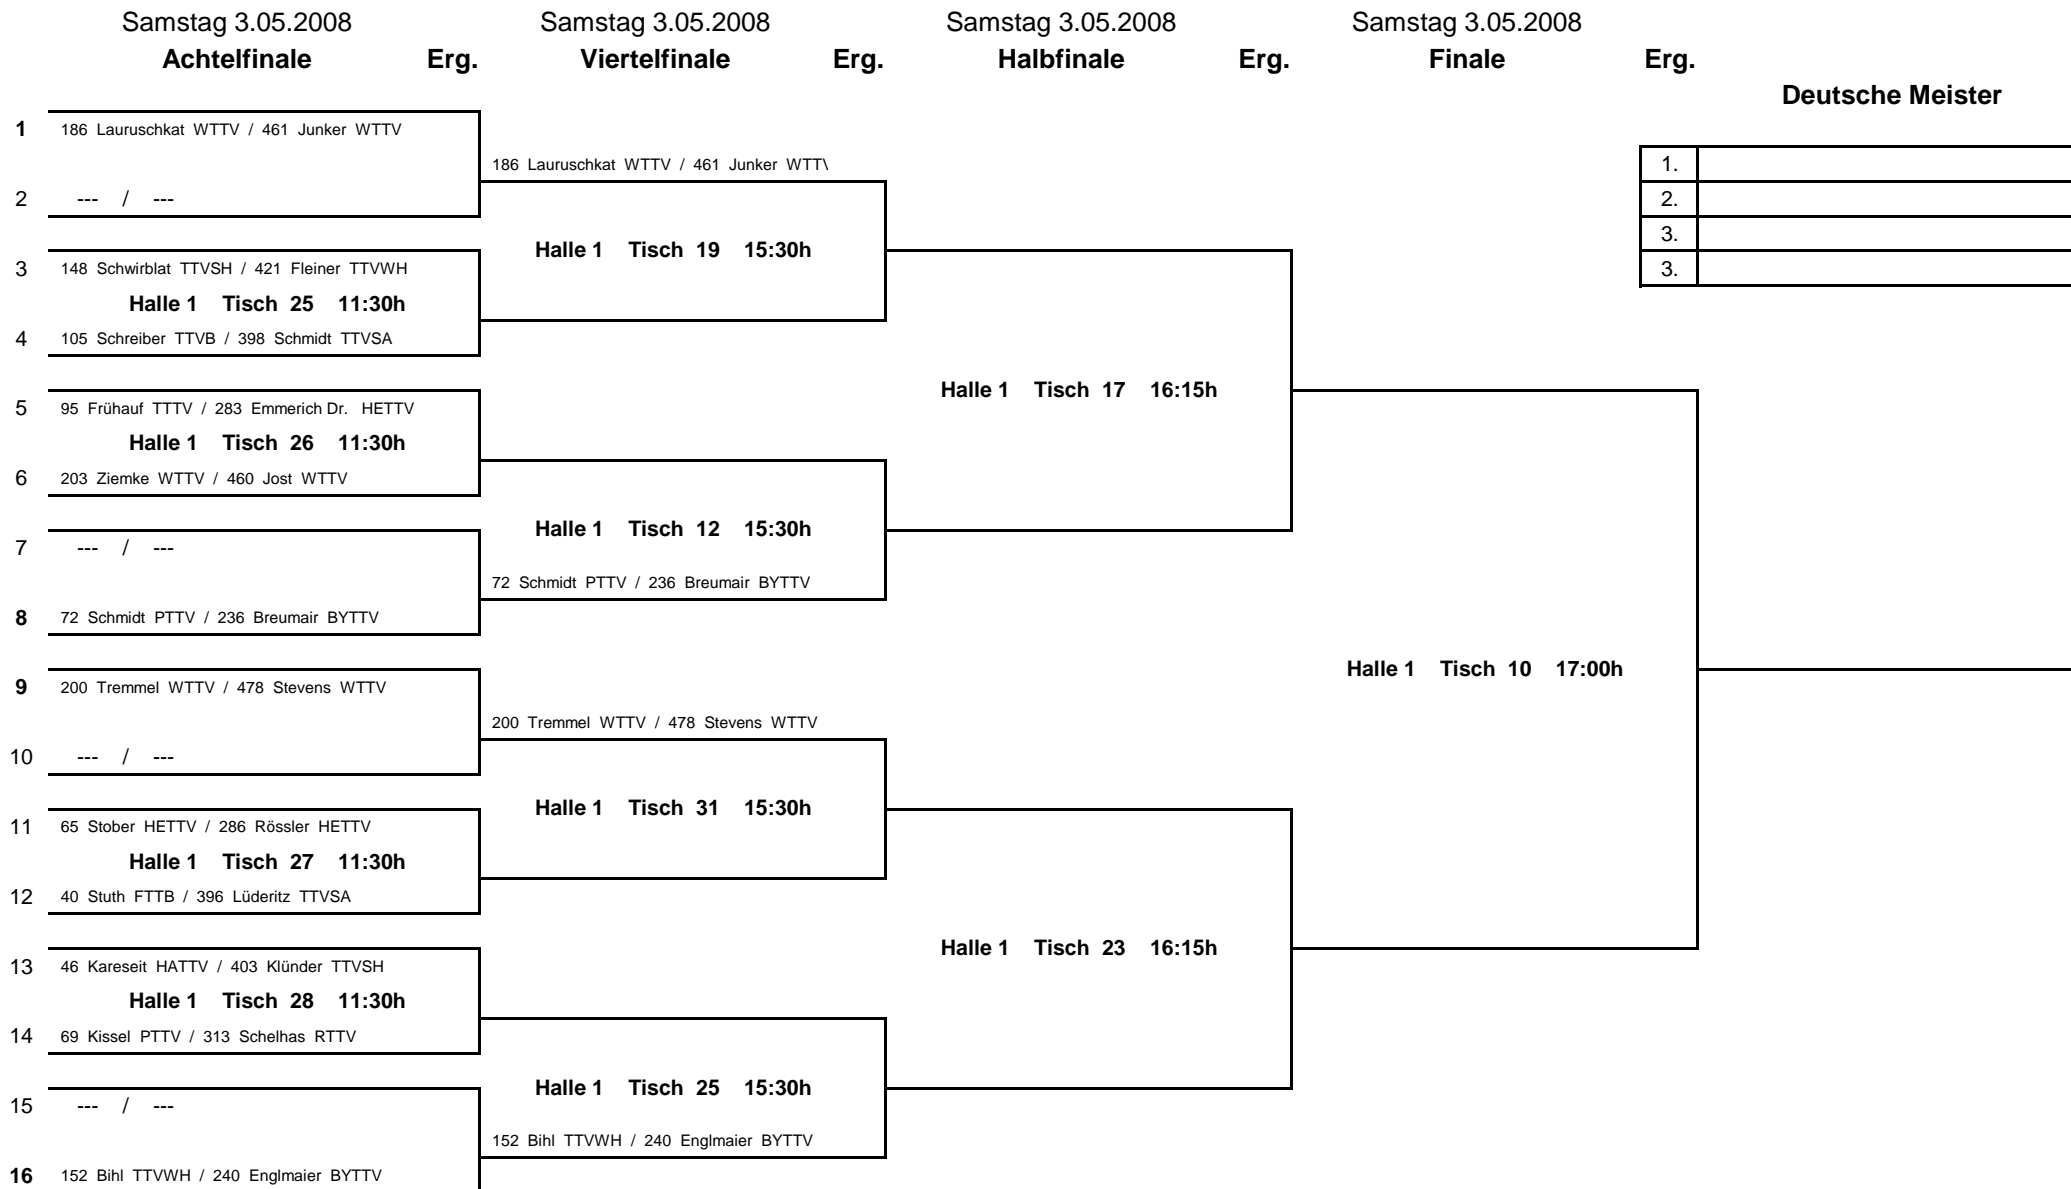 Samstag 3.05.2008 Samstag 3.05.2008 Samstag 3.05.2008 Samstag 3.05.2008
Achtelfinale Erg. Viertelfinale Erg. Halbfinale Erg. Finale Erg.
Deutsche Meister
1 186 Lauruschkat WTTV / 461 Junker WTTV
186 Lauruschkat WTTV / 461 Junker WTT\ 1.
2 --- / --- 2.
Halle 1 Tisch 19 15:30h 3.
3 148 Schwirblat TTVSH / 421 Fleiner TTVWH 3.
Halle 1 Tisch 25 11:30h
4 105 Schreiber TTVB / 398 Schmidt TTVSA
Halle 1 Tisch 17 16:15h
5 95 Frühauf TTTV / 283 Emmerich Dr. HETTV
Halle 1 Tisch 26 11:30h
6 203 Ziemke WTTV / 460 Jost WTTV
Halle 1 Tisch 12 15:30h
7 --- / ---
72 Schmidt PTTV / 236 Breumair BYTTV
8 72 Schmidt PTTV / 236 Breumair BYTTV
Halle 1 Tisch 10 17:00h
9 200 Tremmel WTTV / 478 Stevens WTTV
200 Tremmel WTTV / 478 Stevens WTTV
10 --- / ---
Halle 1 Tisch 31 15:30h
11 65 Stober HETTV / 286 Rössler HETTV
Halle 1 Tisch 27 11:30h
12 40 Stuth FTTB / 396 Lüderitz TTVSA
Halle 1 Tisch 23 16:15h
13 46 Kareseit HATTV / 403 Klünder TTVSH
Halle 1 Tisch 28 11:30h
14 69 Kissel PTTV / 313 Schelhas RTTV
Halle 1 Tisch 25 15:30h
15 --- / ---
152 Bihl TTVWH / 240 Englmaier BYTTV
16 152 Bihl TTVWH / 240 Englmaier BYTTV